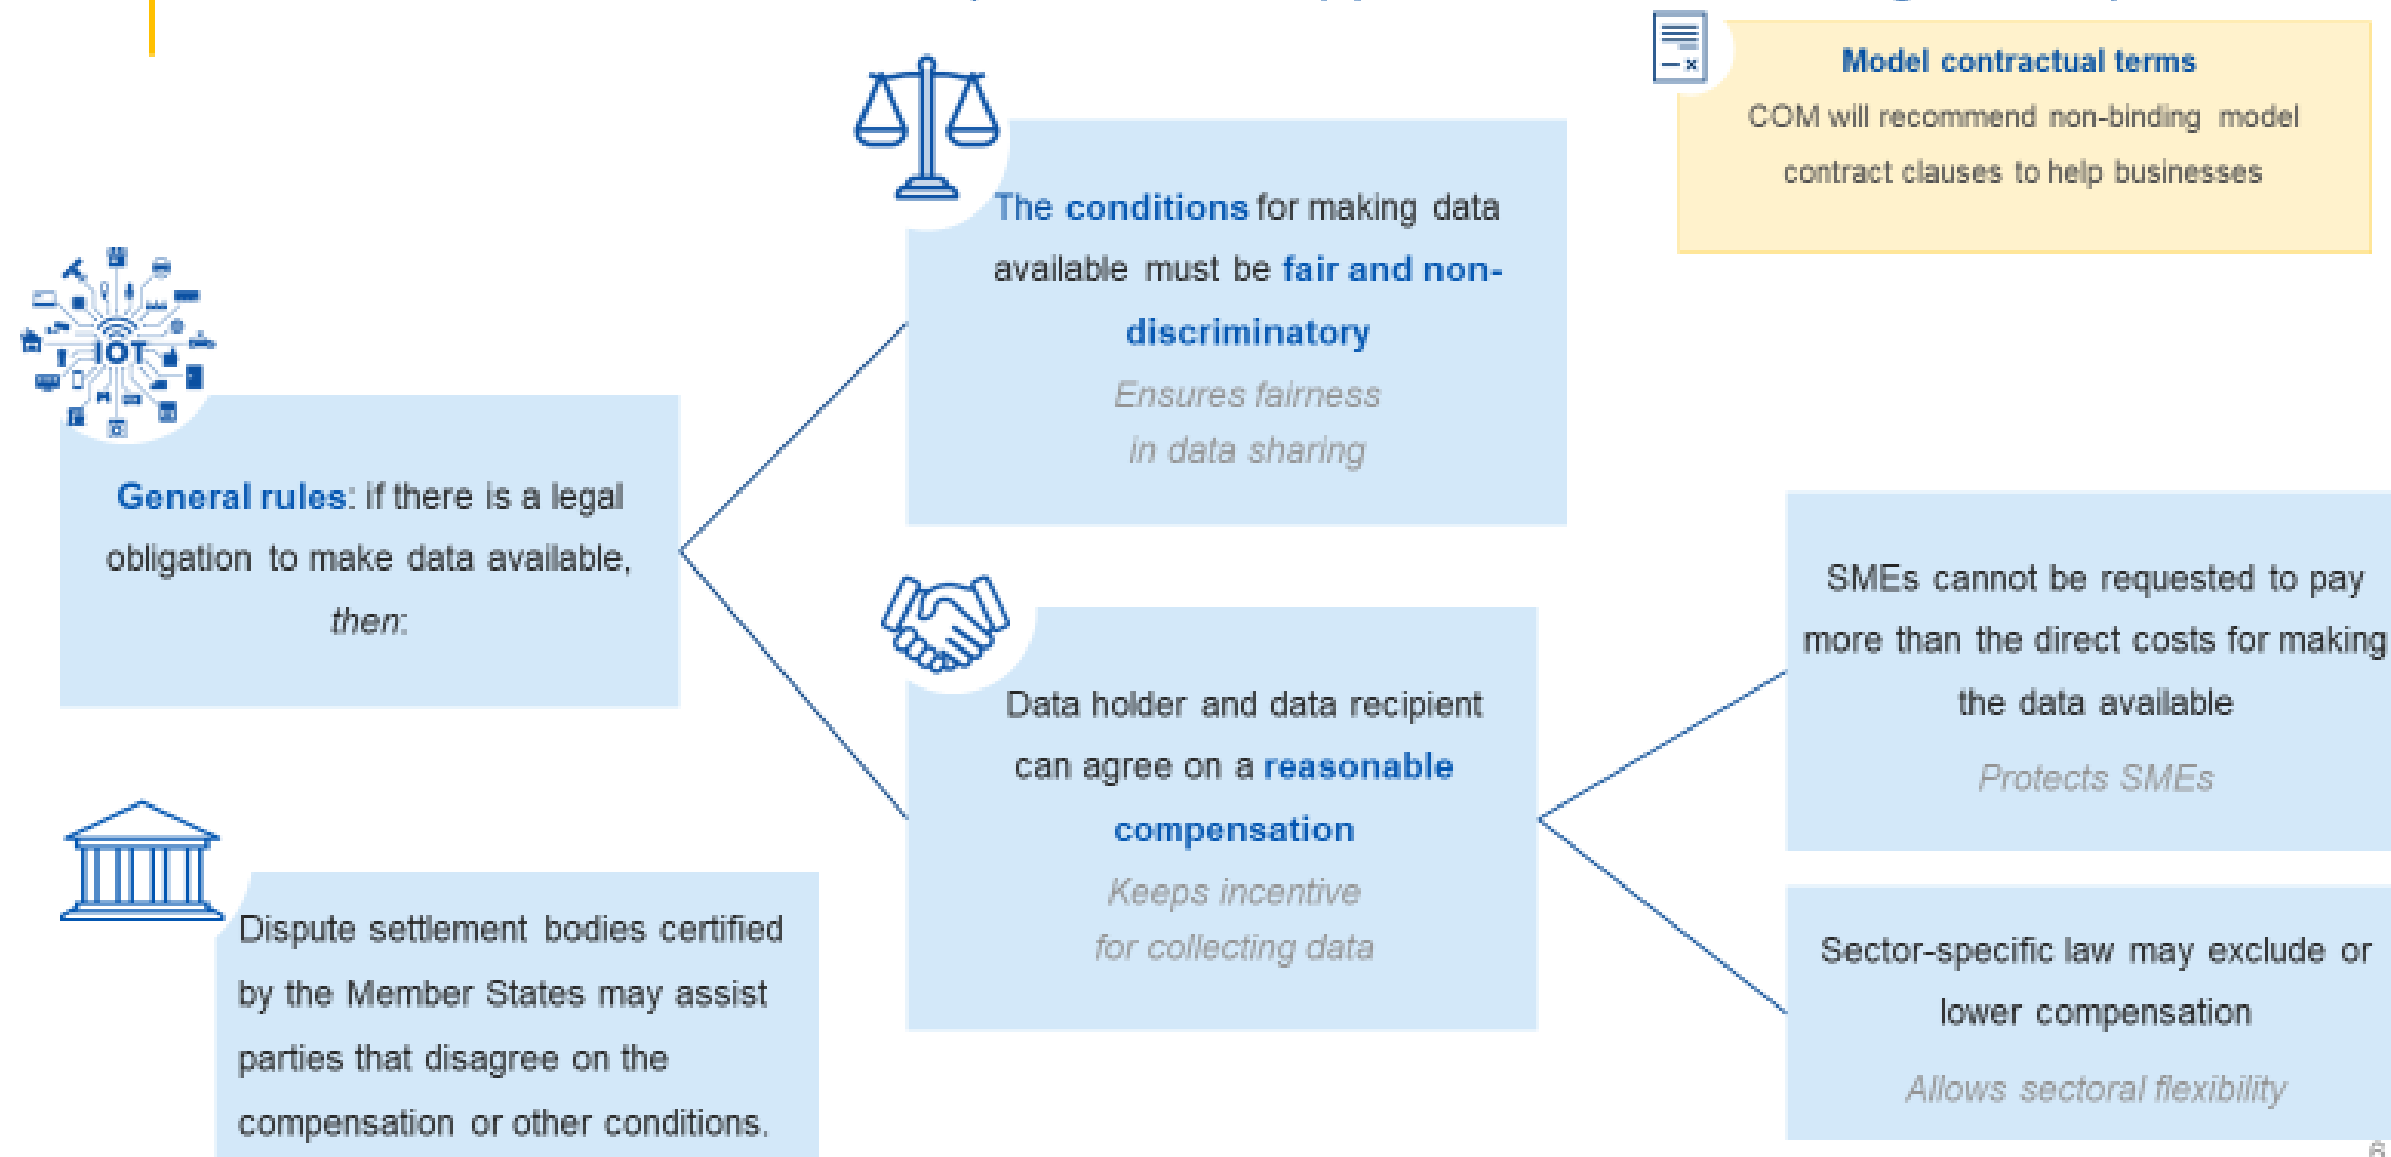 Model contractual terms
COM will recommend non-binding model
contract clauses to help businesses
The conditions for making data
available must be fair and non-
discriminatory
Ensures fairness
in data sharing
IOT
General rules: if there is a legal
obligation to make data available,
then:
Data holder and data recipient
can agree on a reasonable
compensation
Keeps incentive
for collecting data
SMEs cannot be requested to pay
more than the direct costs for making
the data available
Protects SMEs
Sector-specific law may exclude or
lower compensation
Allows sectoral flexibility
Dispute settlement bodies certified
by the Member States may assist
parties that disagree on the
compensation or other conditions.